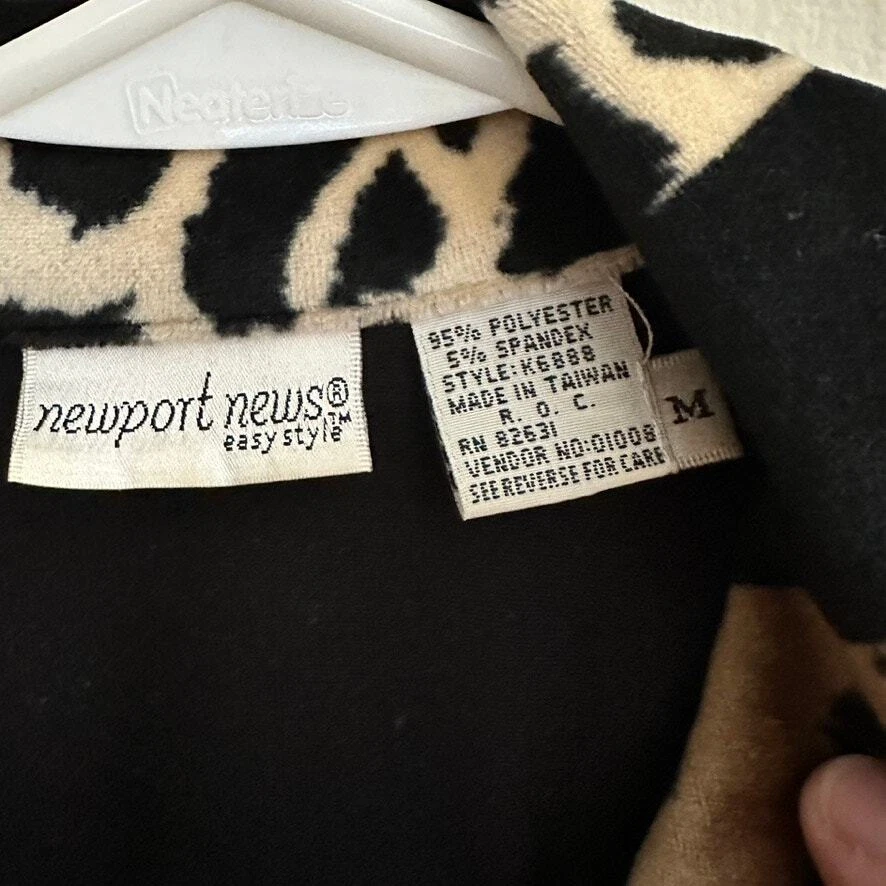 Neaterize
newport news®
easy style™
95% POLYESTER
5% SPANDEX
STYLE:K6888
MADE IN TAIWAN
R. O. C.
RN 82631
VENDOR NO:01008
SEE REVERSE FOR CARE
M